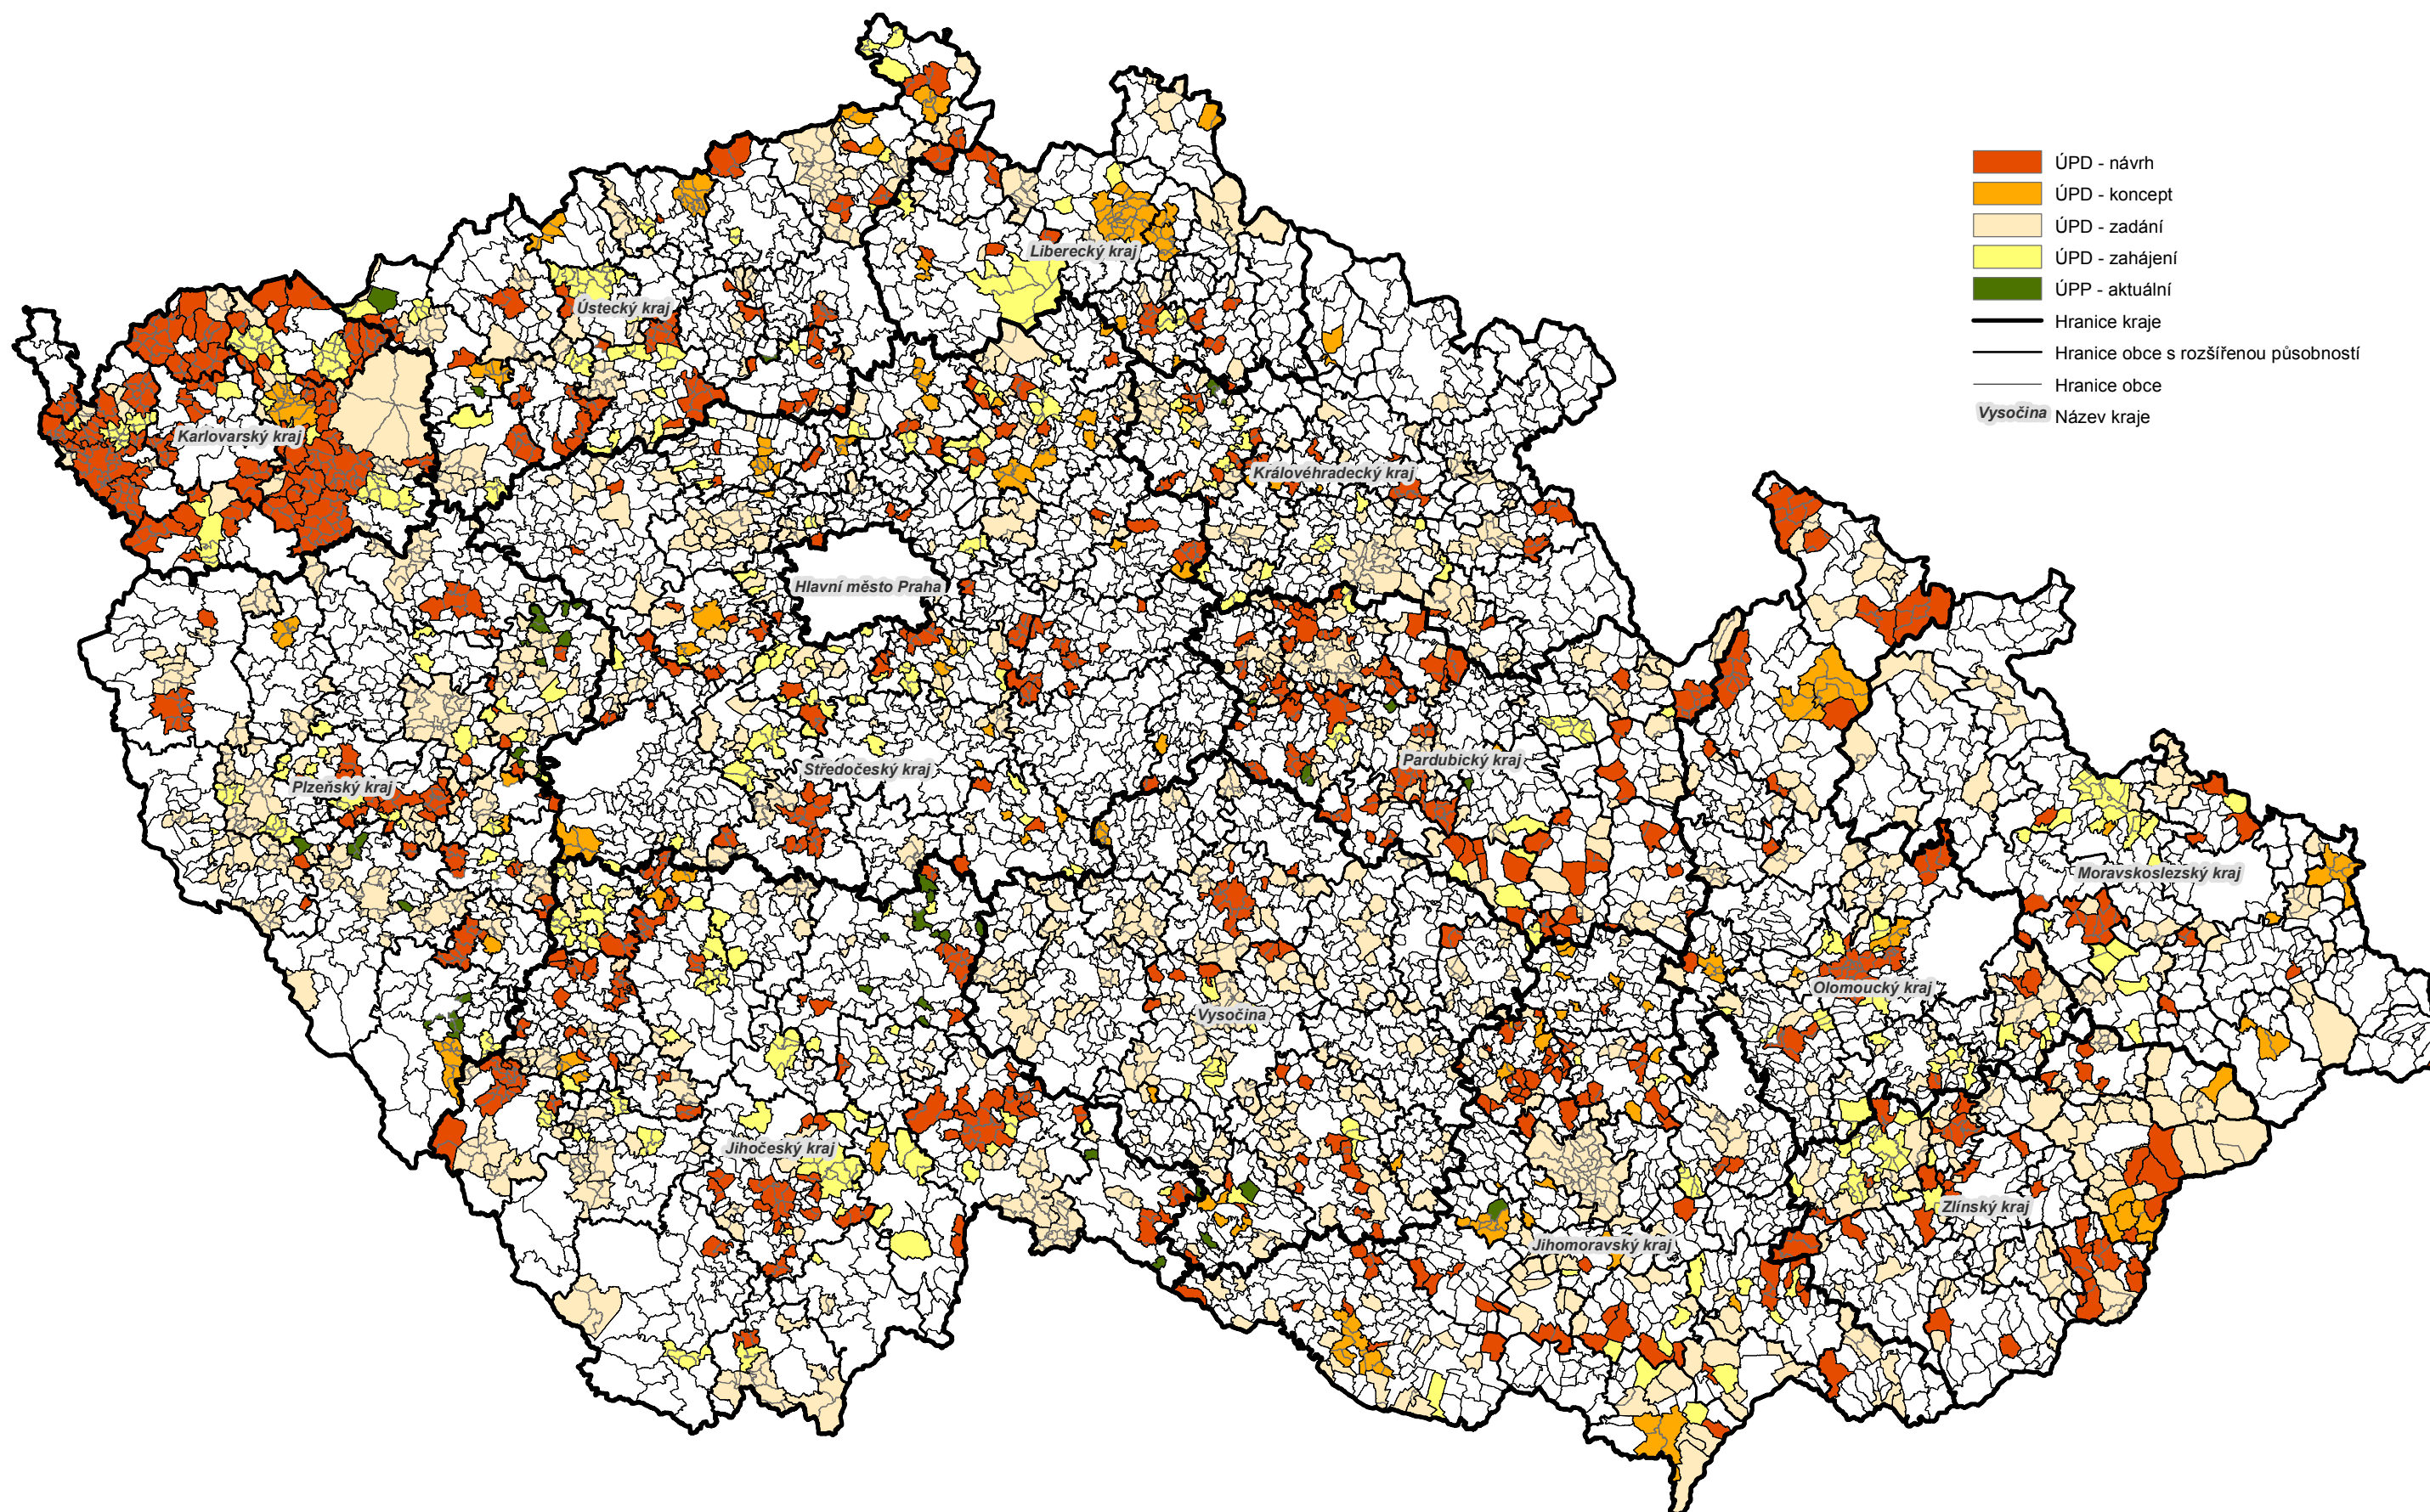 ÚPD - návrh
ÚPD - koncept
ÚPD - zadání
ÚPD - zahájení
ÚPP - aktuální
Hranice kraje
Hranice obce s rozšířenou působností
Hranice obce
Vysočina Název kraje
Liberecký kraj
Ústecký kraj
Karlovarský kraj
Královéhradecký kraj
Hlavní město Praha
Pardubický kraj
Středočeský kraj
Plzeňský kraj
Moravskoslezský kraj
Olomoucký kraj
Vysočina
Jihočeský kraj
Zlínský kraj
Jihomoravský kraj